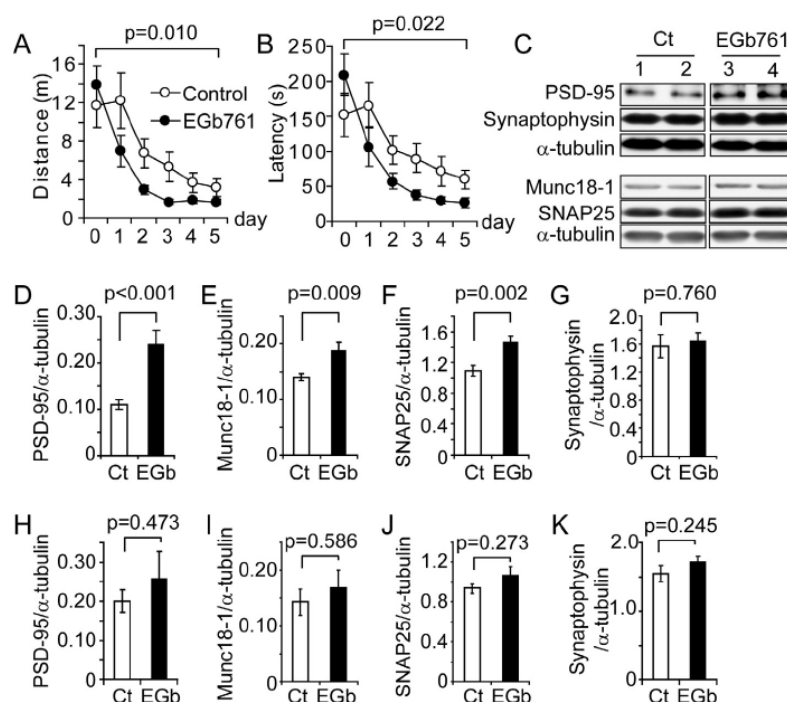 A
p=0.010
Distance (m)
16
12
8
4
0
0 1 2 3 4 5 day
Control
EGb761
B
p=0.022
Latency (s)
250
200
150
100
50
0
0 1 2 3 4 5 day
C
Ct EGb761
1 2 3 4
PSD-95
Synaptophysin
α-tubulin
Munc18-1
SNAP25
α-tubulin
D
p<0.001
PSD-95/α-tubulin
0.30
0.20
0.10
0
Ct EGb
E
p=0.009
Munc18-1/α-tubulin
0.20
0.10
0
Ct EGb
F
p=0.002
SNAP25/α-tubulin
1.6
1.2
0.8
0.4
0
Ct EGb
G
p=0.760
Synaptophysin
/α-tubulin
2.0
1.6
1.2
0
Ct EGb
H
p=0.473
PSD-95/α-tubulin
0.30
0.20
0.10
0
Ct EGb
I
p=0.586
Munc18-1/α-tubulin
0.20
0.10
0
Ct EGb
J
p=0.273
SNAP25/α-tubulin
1.2
0.9
0.6
0
Ct EGb
K
p=0.245
Synaptophysin
/α-tubulin
2.0
1.5
1.0
0
Ct EGb